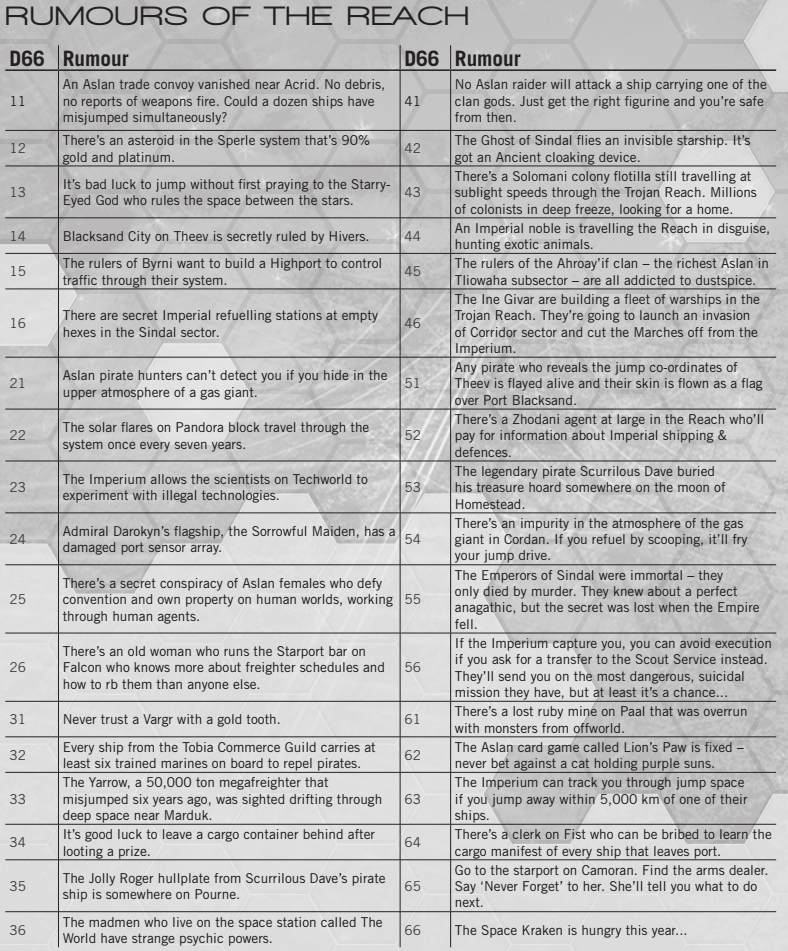 RUMOURS OF THE REACH
D66 Rumour
11 An Aslan trade convoy vanished near Acrid. No debris,
no reports of weapons fire. Could a dozen ships have
misjumped simultaneously?
12 There's an asteroid in the Sperle system that's 90%
gold and platinum.
13 It's bad luck to jump without first praying to the Starry-
Eyed God who rules the space between the stars.
14 Blacksand City on Theev is secretly ruled by Hivers.
15 The rulers of Byrni want to build a Highport to control
traffic through their system.
16 There are secret Imperial refuelling stations at empty
hexes in the Sindal sector.
21 Aslan pirate hunters can't detect you if you hide in the
upper atmosphere of a gas giant.
22 The solar flares on Pandora block travel through the
system once every seven years.
23 The Imperium allows the scientists on Techworld to
experiment with illegal technologies.
24 Admiral Darokyn's flagship, the Sorrowful Maiden, has a
damaged port sensor array.
25 There's a secret conspiracy of Aslan females who defy
convention and own property on human worlds, working
through human agents.
26 There's an old woman who runs the Starport bar on
Falcon who knows more about freighter schedules and
how to rb them than anyone else.
31 Never trust a Vargr with a gold tooth.
32 Every ship from the Tobia Commerce Guild carries at
least six trained marines on board to repel pirates.
33 The Yarrow, a 50,000 ton megafreighter that
misjumped six years ago, was sighted drifting through
deep space near Marduk.
34 It's good luck to leave a cargo container behind after
looting a prize.
35 The Jolly Roger hullplate from Scurrilous Dave's pirate
ship is somewhere on Pourne.
36 The madmen who live on the space station called The
World have strange psychic powers.
D66 Rumour
41 No Aslan raider will attack a ship carrying one of the
clan gods. Just get the right figurine and you're safe
from then.
42 The Ghost of Sindal flies an invisible starship. It's
got an Ancient cloaking device.
43 There's a Solomani colony flotilla still travelling at
sublight speeds through the Trojan Reach. Millions
of colonists in deep freeze, looking for a home.
44 An Imperial noble is travelling the Reach in disguise,
hunting exotic animals.
45 The rulers of the Ahroay'if clan – the richest Aslan in
Tliowaha subsector – are all addicted to dustspice.
46 The Ine Givar are building a fleet of warships in the
Trojan Reach. They're going to launch an invasion
of Corridor sector and cut the Marches off from the
Imperium.
51 Any pirate who reveals the jump co-ordinates of
Theev is flayed alive and their skin is flown as a flag
over Port Blacksand.
52 There's a Zhodani agent at large in the Reach who'll
pay for information about Imperial shipping &
defences.
53 The legendary pirate Scurrilous Dave buried
his treasure hoard somewhere on the moon of
Homestead.
54 There's an impurity in the atmosphere of the gas
giant in Cordan. If you refuel by scooping, it'll fry
your jump drive.
55 The Emperors of Sindal were immortal – they
only died by murder. They knew about a perfect
anagathic, but the secret was lost when the Empire
fell.
56 If the Imperium capture you, you can avoid execution
if you ask for a transfer to the Scout Service instead.
They'll send you on the most dangerous, suicidal
mission they have, but at least it's a chance...
61 There's a lost ruby mine on Paal that was overrun
with monsters from offworld.
62 The Aslan card game called Lion's Paw is fixed –
never bet against a cat holding purple suns.
63 The Imperium can track you through jump space
if you jump away within 5,000 km of one of their
ships.
64 There's a clerk on Fist who can be bribed to learn the
cargo manifest of every ship that leaves port.
65 Go to the starport on Camoran. Find the arms dealer.
Say 'Never Forget' to her. She'll tell you what to do
next.
66 The Space Kraken is hungry this year...